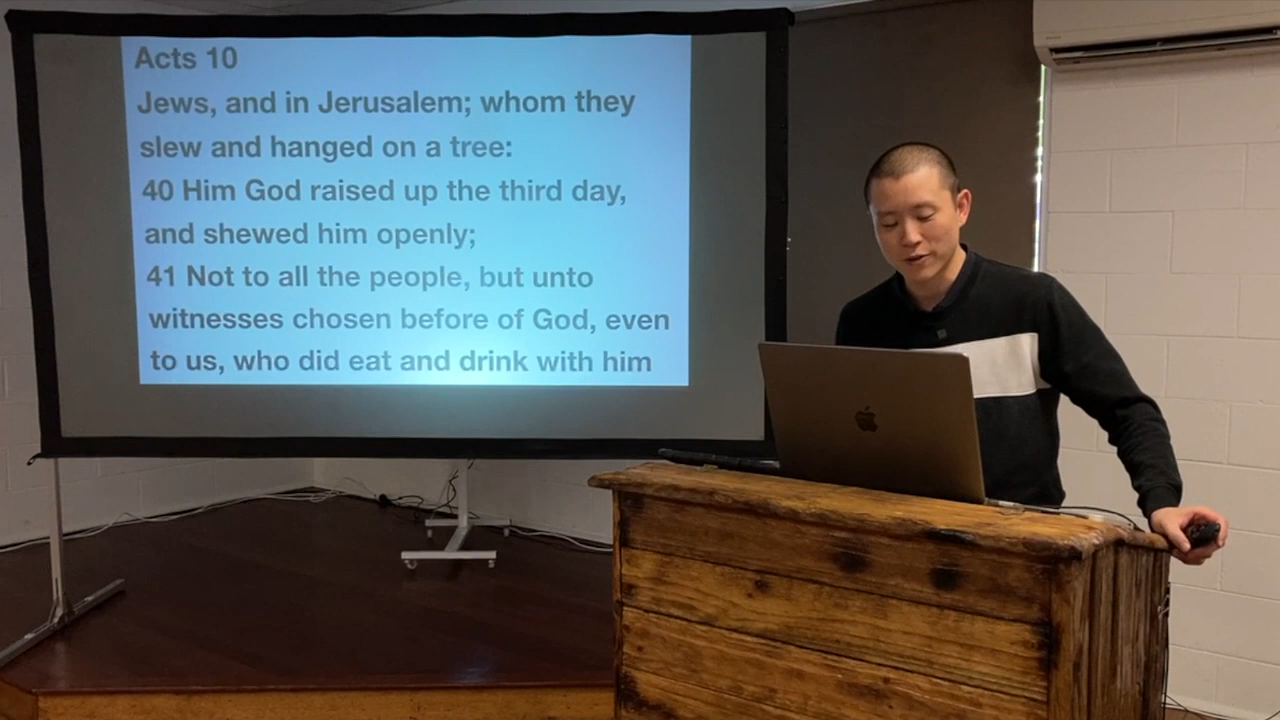 Acts 10
Jews, and in Jerusalem; whom they
slew and hanged on a tree:
40 Him God raised up the third day,
and shewed him openly;
41 Not to all the people, but unto
witnesses chosen before of God, even
to us, who did eat and drink with him